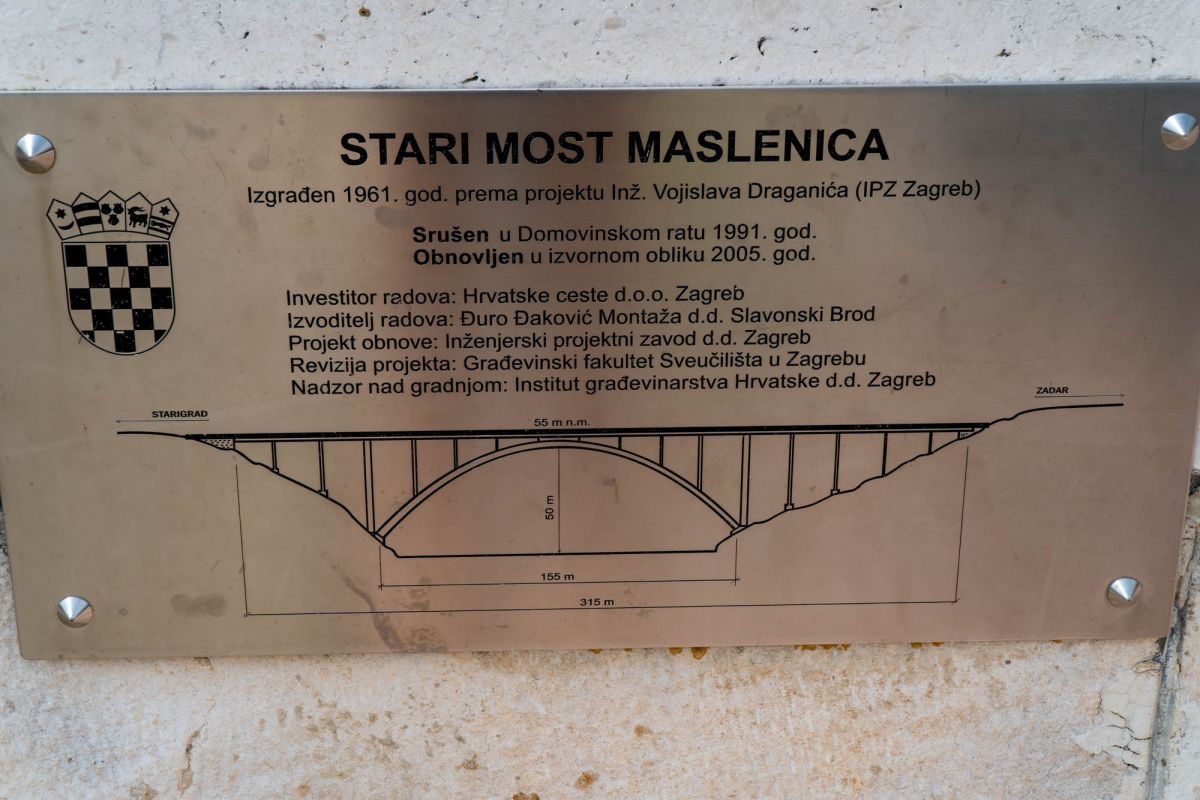 STARI MOST MASLENICA
Izgrađen 1961. god. prema projektu Inž. Vojislava Draganića (IPZ Zagreb)
Srušen u Domovinskom ratu 1991. god.
Obnovljen u izvornom obliku 2005. god.
Investitor radova: Hrvatske ceste d.o.o. Zagreb
Izvoditelj radova: Đuro Đaković Montaža d.d. Slavonski Brod
Projekt obnove: Inženjerski projektni zavod d.d. Zagreb
Revizija projekta: Građevinski fakultet Sveučilišta u Zagrebu
Nadzor nad gradnjom: Institut građevinarstva Hrvatske d.d. Zagreb
STARIGRAD
ZADAR
55 m n.m.
50 m
155 m
315 m